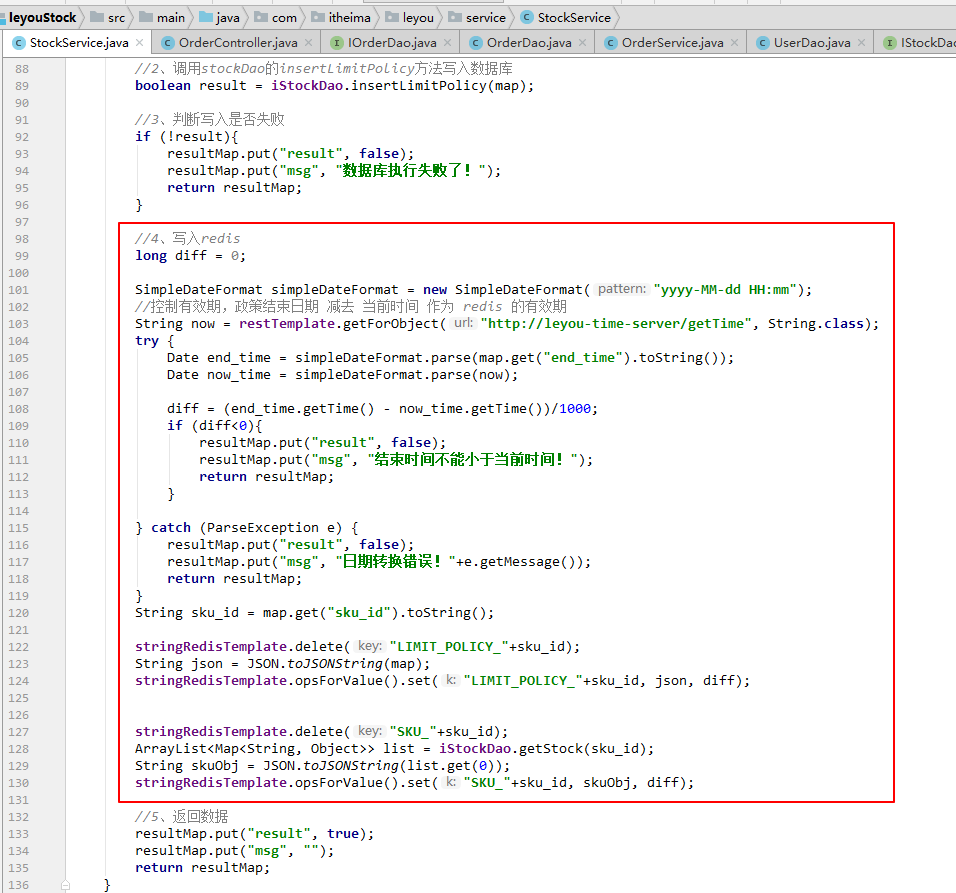 leyouStock src main java com itheima leyou service StockService
StockService.java OrderController.java IOrderDao.java OrderDao.java OrderService.java UserDao.java IStockDao
88 //2、调用stockDao的insertLimitPolicy方法写入数据库
89 boolean result = iStockDao.insertLimitPolicy(map);
90
91 //3、判断写入是否失败
92 if (!result){
93 resultMap.put("result", false);
94 resultMap.put("msg", "数据库执行失败了！");
95 return resultMap;
96 }
97
98 //4、写入redis
99 long diff = 0;
100
101 SimpleDateFormat simpleDateFormat = new SimpleDateFormat( pattern: "yyyy-MM-dd HH:mm");
102 //控制有效期，政策结束日期 减去 当前时间 作为 redis 的有效期
103 String now = restTemplate.getForObject( url: "http://leyou-time-server/getTime", String.class);
104 try {
105 Date end_time = simpleDateFormat.parse(map.get("end_time").toString());
106 Date now_time = simpleDateFormat.parse(now);
107
108 diff = (end_time.getTime() - now_time.getTime())/1000;
109 if (diff<0){
110 resultMap.put("result", false);
111 resultMap.put("msg", "结束时间不能小于当前时间！");
112 return resultMap;
113 }
114
115 } catch (ParseException e) {
116 resultMap.put("result", false);
117 resultMap.put("msg", "日期转换错误！"+e.getMessage());
118 return resultMap;
119 }
120 String sku_id = map.get("sku_id").toString();
121
122 stringRedisTemplate.delete( key: "LIMIT_POLICY_"+sku_id);
123 String json = JSON.toJSONString(map);
124 stringRedisTemplate.opsForValue().set( k: "LIMIT_POLICY_"+sku_id, json, diff);
125
126
127 stringRedisTemplate.delete( key: "SKU_"+sku_id);
128 ArrayList<Map<String, Object>> list = iStockDao.getStock(sku_id);
129 String skuObj = JSON.toJSONString(list.get(0));
130 stringRedisTemplate.opsForValue().set( k: "SKU_"+sku_id, skuObj, diff);
131
132 //5、返回数据
133 resultMap.put("result", true);
134 resultMap.put("msg", "");
135 return resultMap;
136 }